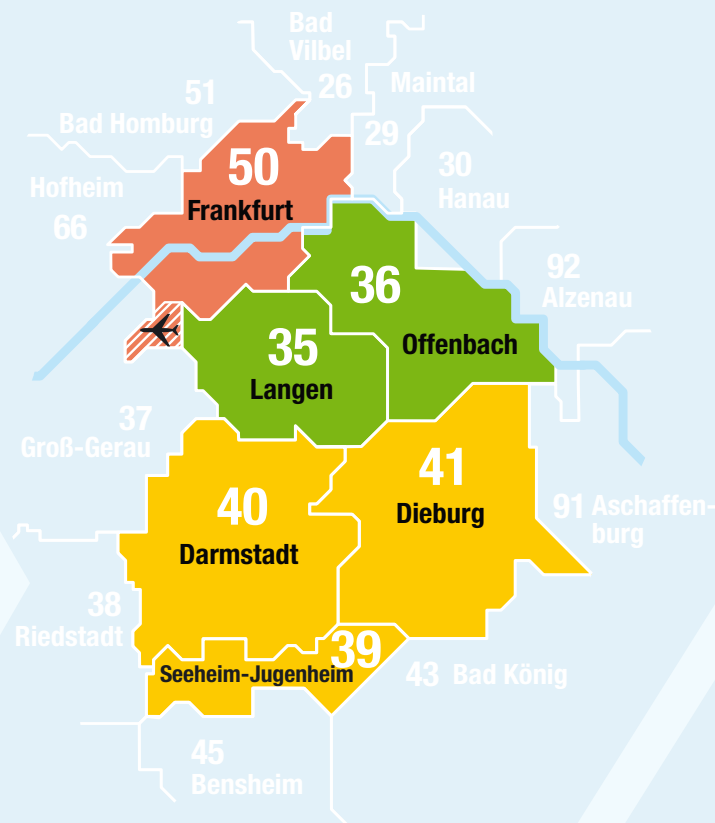 Bad
Vilbel
26
Maintal
51
Bad Homburg
29
50
Frankfurt
30
Hanau
Hofheim
66
36
Offenbach
92
Alzenau
35
Langen
37
Groß-Gerau
41
Dieburg
40
Darmstadt
91 Aschaffen-
burg
38
Riedstadt
39
Seeheim-Jugenheim
43 Bad König
45
Bensheim